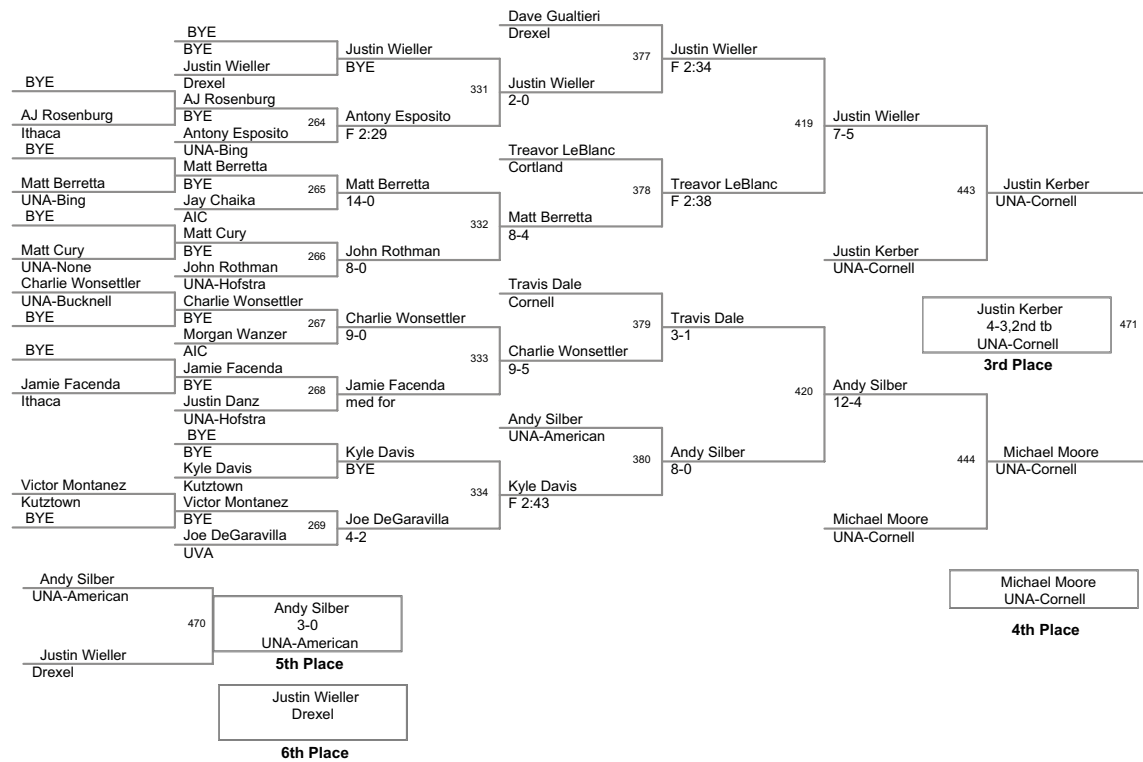 BYE
AJ Rosenburg
Ithaca
BYE
Matt Berretta
UNA-Bing
BYE
Matt Cury
UNA-None
Charlie Wonsettler
UNA-Bucknell
BYE
BYE
Jamie Facenda
Ithaca
Victor Montanez
Kutztown
BYE
BYE
BYE
Justin Wieller
Drexel
AJ Rosenburg
BYE
264
Antony Esposito
UNA-Bing
Matt Berretta
BYE
265
Jay Chaika
AIC
Matt Cury
BYE
266
John Rothman
UNA-Hofstra
Charlie Wonsettler
BYE
267
Morgan Wanzer
AIC
Jamie Facenda
BYE
268
Justin Danz
UNA-Hofstra
BYE
BYE
Kyle Davis
Kutztown
Victor Montanez
BYE
269
Joe DeGaravilla
UVA
Justin Wieller
BYE
331
Antony Esposito
F 2:29
Matt Berretta
14-0
332
John Rothman
8-0
Charlie Wonsettler
9-0
333
Jamie Facenda
med for
Kyle Davis
BYE
334
Joe DeGaravilla
4-2
Dave Gualtieri
Drexel
377
Justin Wieller
2-0
Treavor LeBlanc
Cortland
378
Matt Berretta
8-4
Travis Dale
Cornell
379
Charlie Wonsettler
9-5
Andy Silber
UNA-American
380
Kyle Davis
F 2:43
Justin Wieller
F 2:34
419
Treavor LeBlanc
F 2:38
Travis Dale
3-1
420
Andy Silber
8-0
Justin Wieller
7-5
443
Justin Kerber
UNA-Cornell
Andy Silber
12-4
444
Michael Moore
UNA-Cornell
Justin Kerber
UNA-Cornell
Justin Kerber
4-3,2nd tb
UNA-Cornell
471
3rd Place
Michael Moore
UNA-Cornell
Michael Moore
UNA-Cornell
4th Place
Andy Silber
UNA-American
470
Justin Wieller
Drexel
Andy Silber
3-0
UNA-American
5th Place
Justin Wieller
Drexel
6th Place